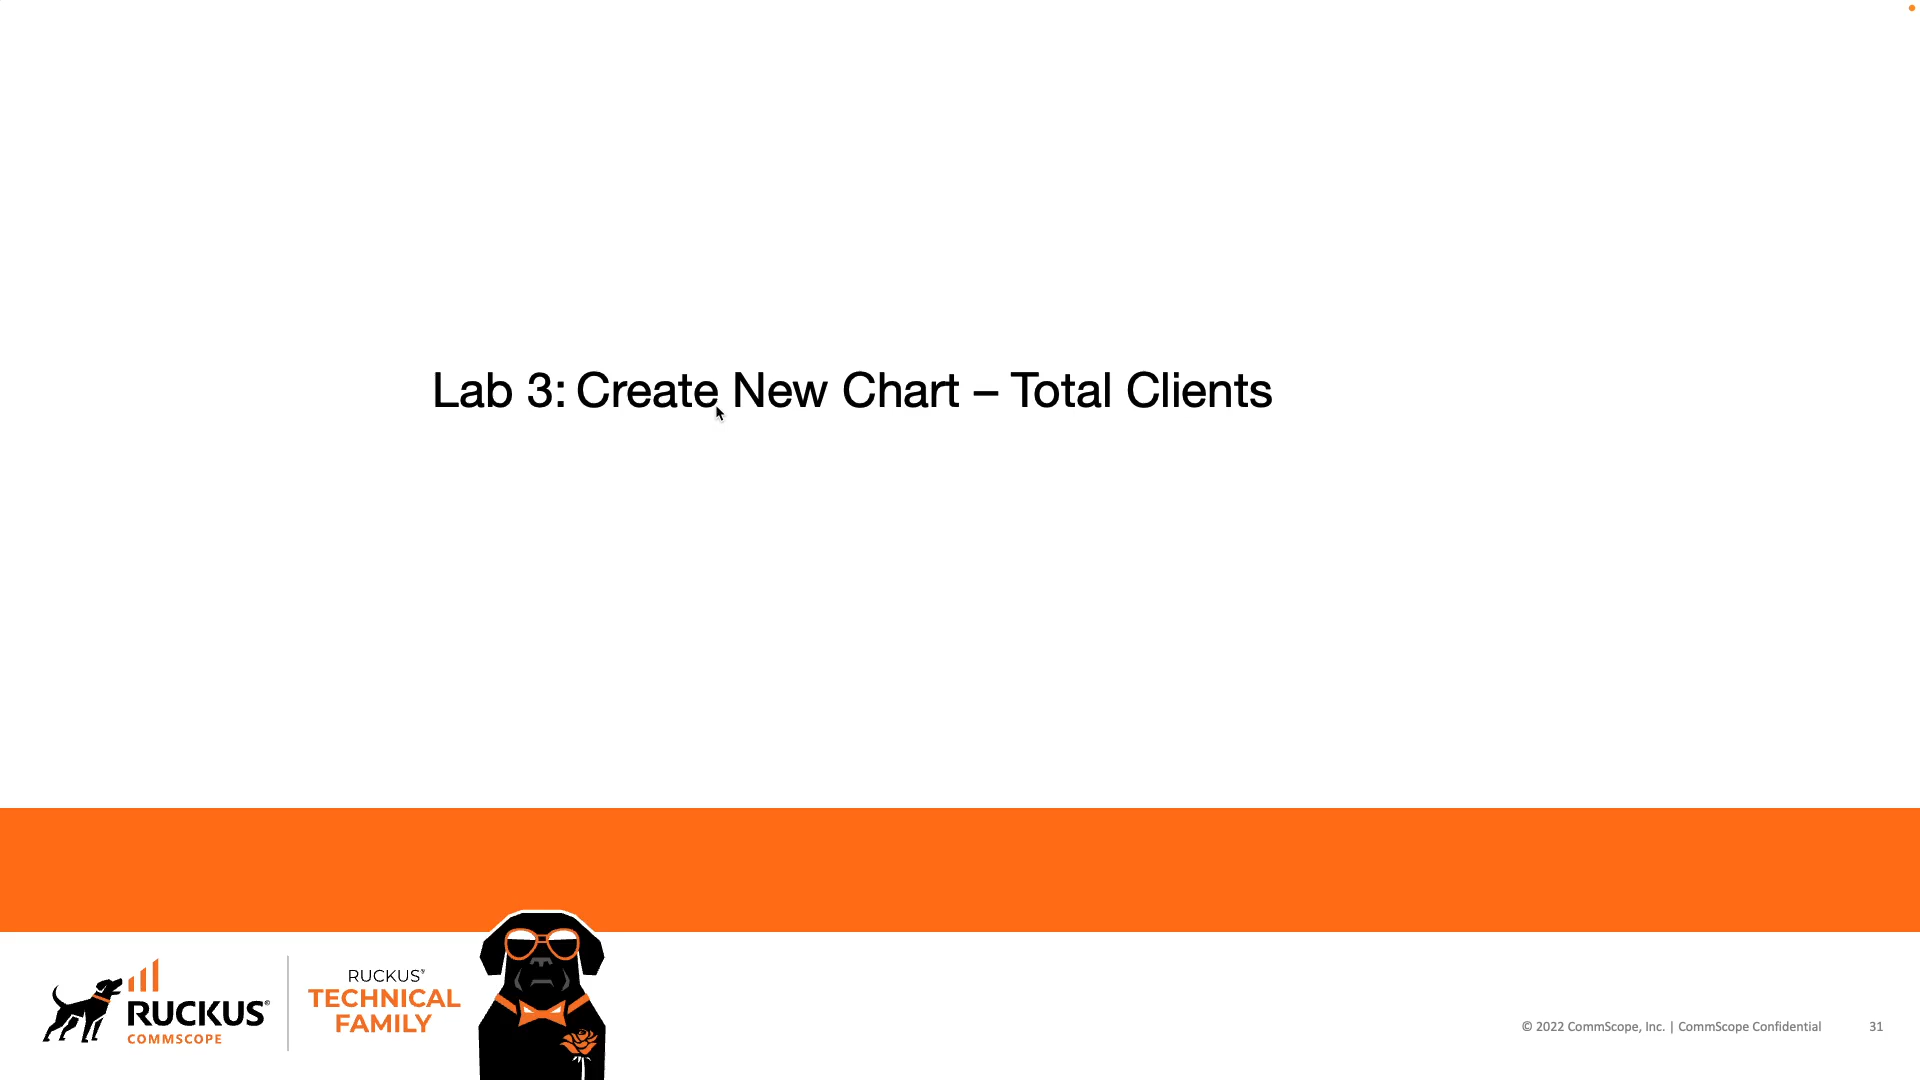 Lab 3: Create New Chart – Total Clients
RUCKUS®
COMMSCOPE
RUCKUS®
TECHNICAL
FAMILY
© 2022 CommScope, Inc. | CommScope Confidential
31